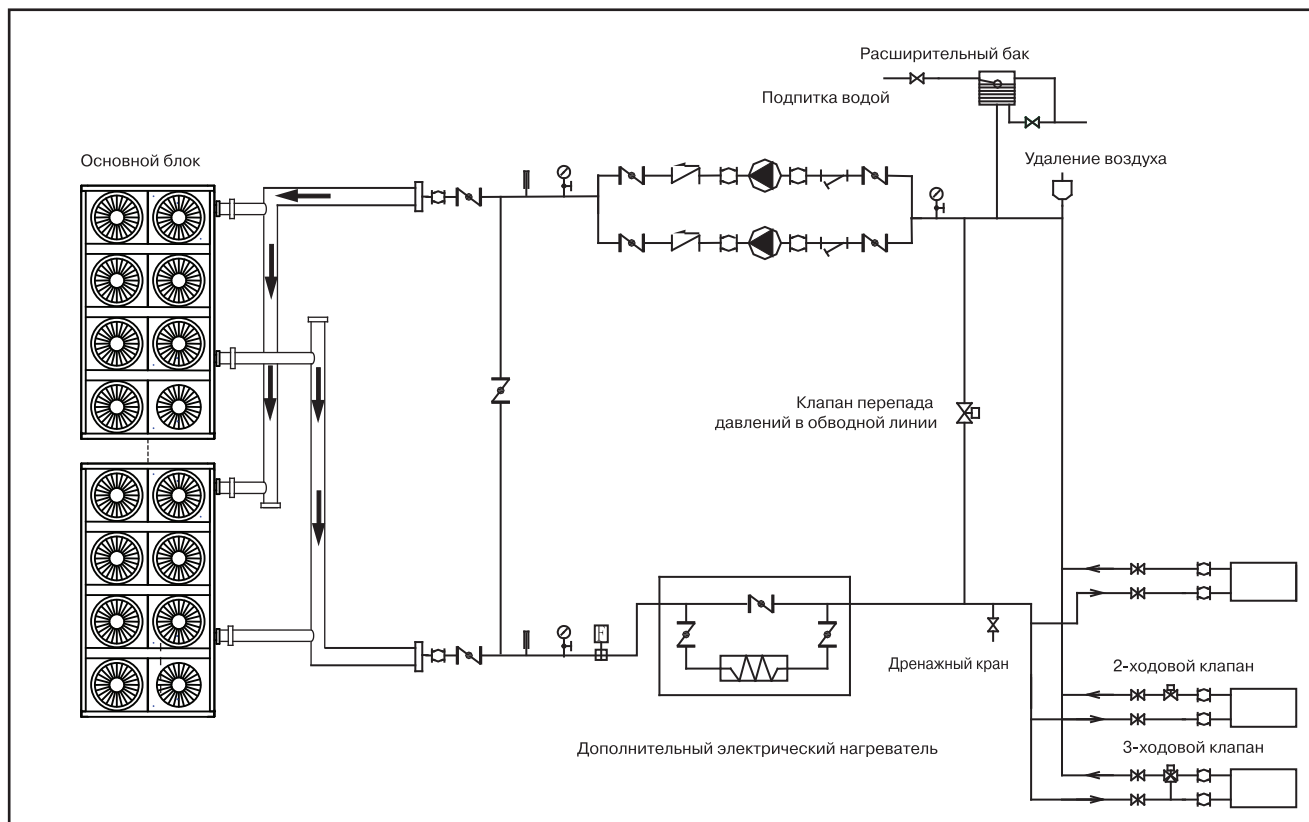 Расширительный бак
Подпитка водой
Основной блок
Удаление воздуха
Клапан перепада
давлений в обводной линии
Дренажный кран
2-ходовой клапан
Дополнительный электрический нагреватель
3-ходовой клапан